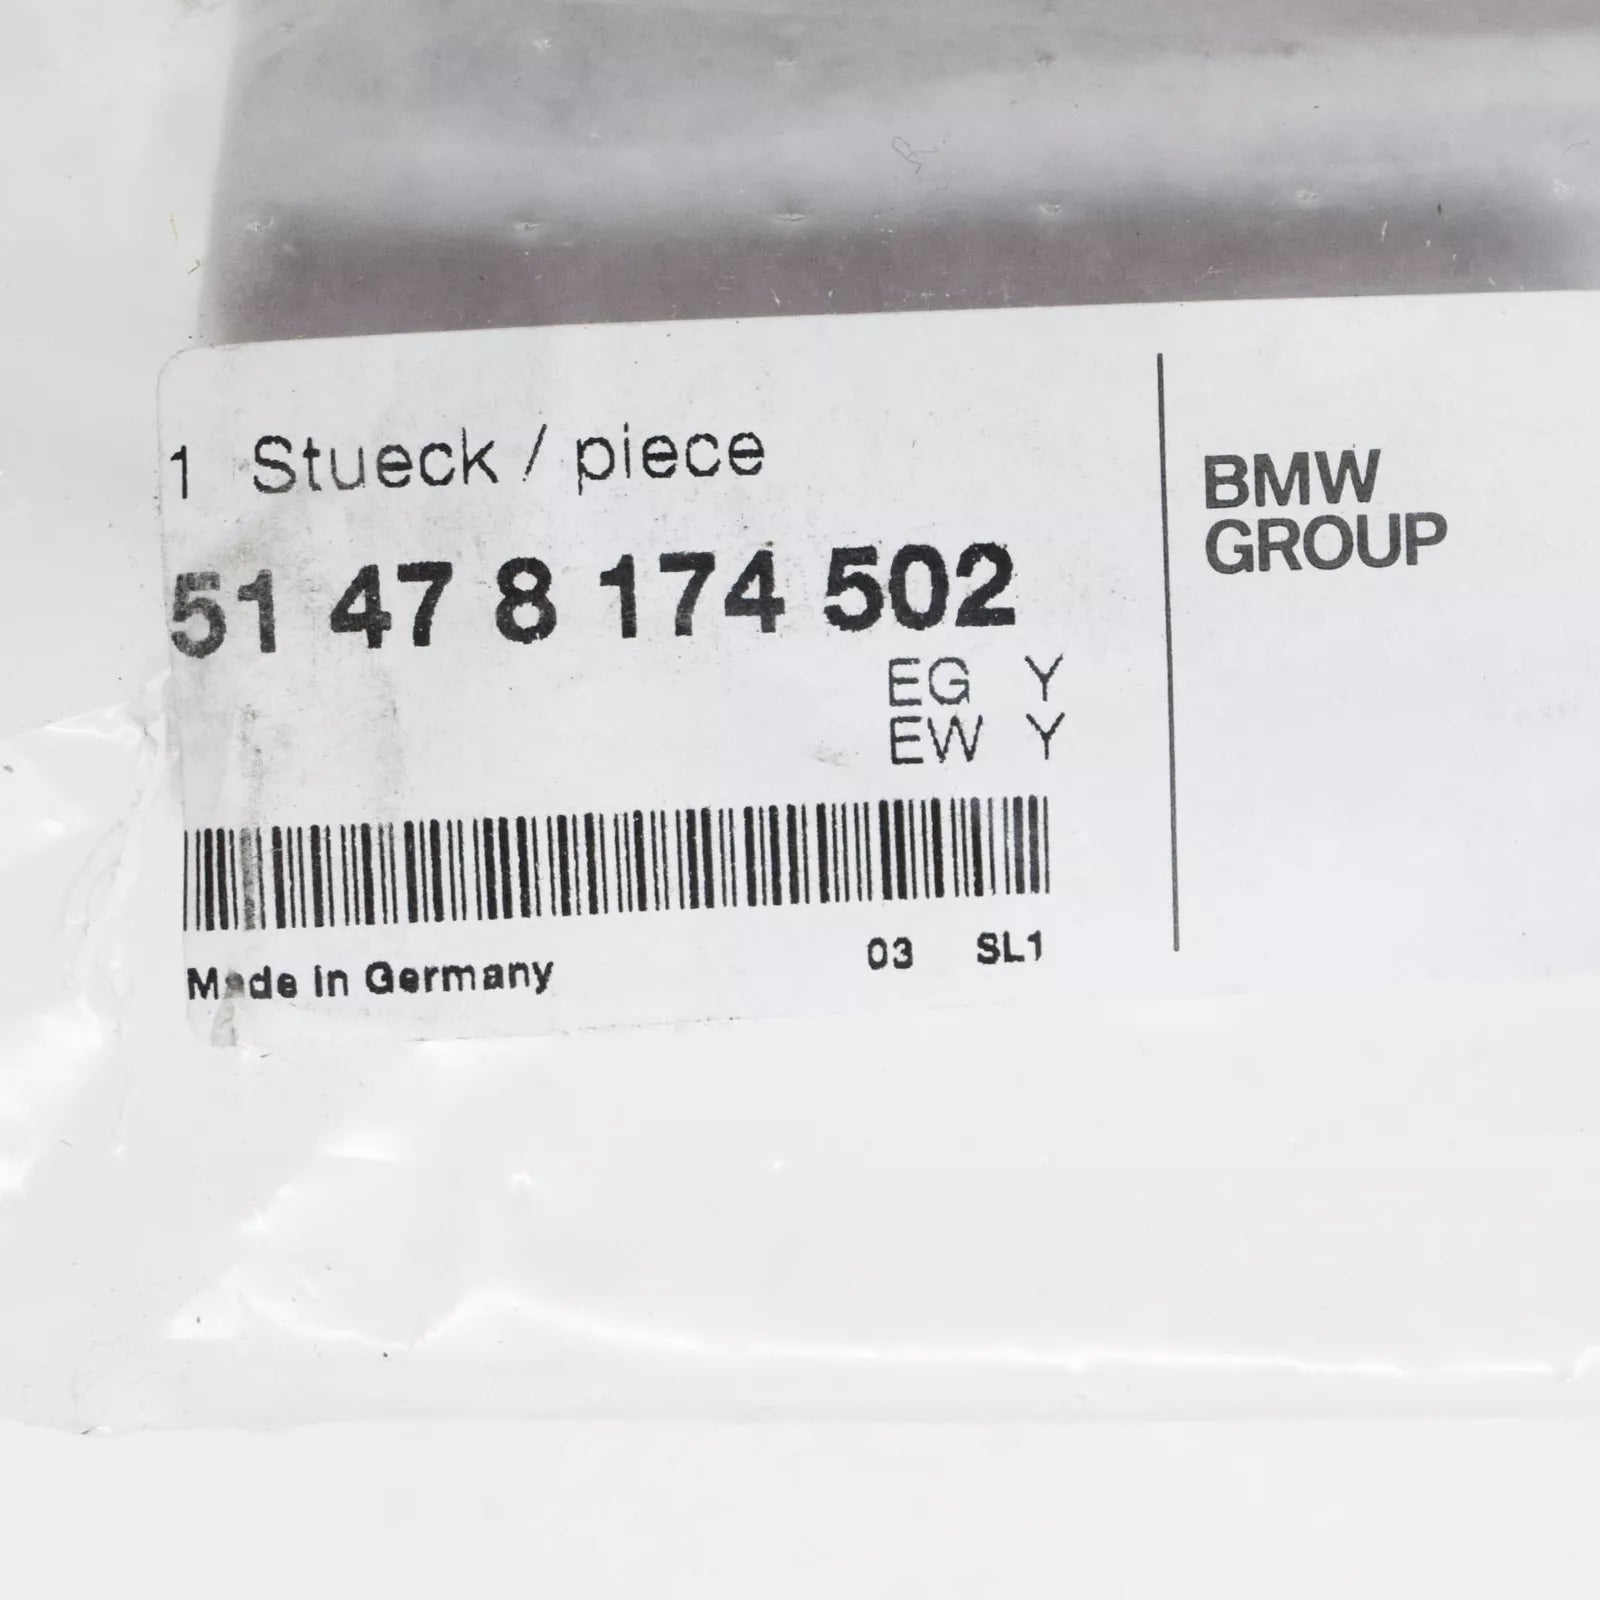 1 Stueck / piece
51 47 8 174 502
EG Y
EW Y
Made in Germany 03 SL1
BMW
GROUP